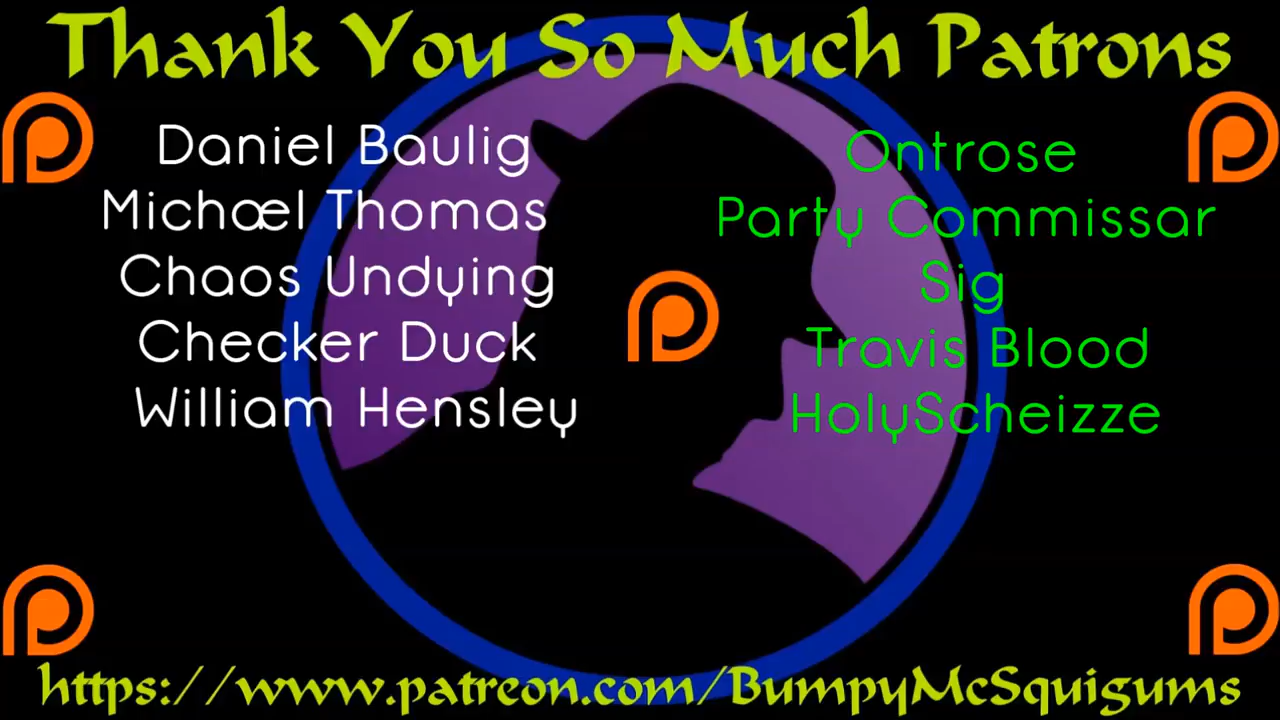 Thank You So Much Patrons
Daniel Baulig
Michael Thomas
Chaos Undying
Checker Duck
William Hensley
Ontrose
Party Commissar
Sig
Travis Blood
HolyScheizze
https://www.patreon.com/BumpyMcSquigums